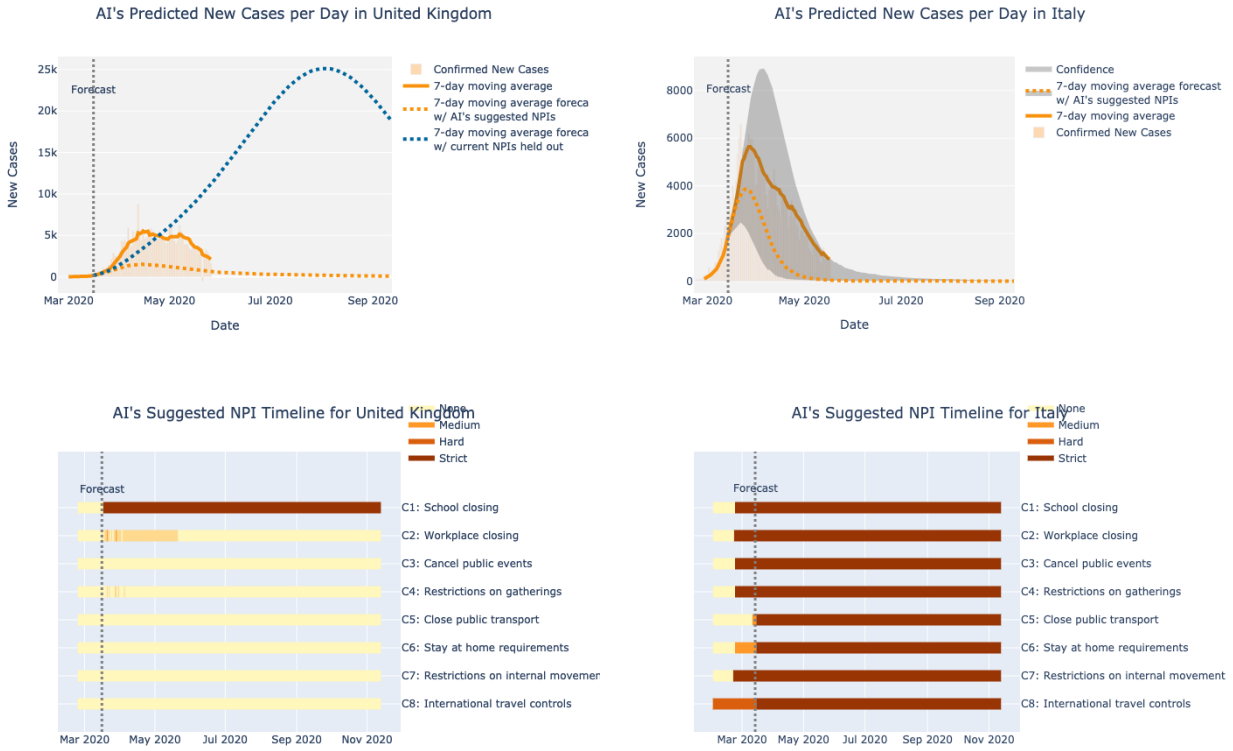 AI's Predicted New Cases per Day in United Kingdom
25k
20k
15k
10k
5k
0
New Cases
Forecast
Mar 2020
May 2020
Jul 2020
Sep 2020
Date
Confirmed New Cases
7-day moving average
7-day moving average foreca
w/ AI's suggested NPIs
7-day moving average foreca
w/ current NPIs held out
AI's Predicted New Cases per Day in Italy
8000
6000
4000
2000
0
New Cases
Forecast
Mar 2020
May 2020
Jul 2020
Sep 2020
Date
Confidence
7-day moving average forecast
w/ AI's suggested NPIs
7-day moving average
Confirmed New Cases
AI's Suggested NPI Timeline for United Kingdom
None
Medium
Hard
Strict
Forecast
C1: School closing
C2: Workplace closing
C3: Cancel public events
C4: Restrictions on gatherings
C5: Close public transport
C6: Stay at home requirements
C7: Restrictions on internal movemer
C8: International travel controls
Mar 2020
May 2020
Jul 2020
Sep 2020
Nov 2020
AI's Suggested NPI Timeline for Italy
None
Medium
Hard
Strict
Forecast
C1: School closing
C2: Workplace closing
C3: Cancel public events
C4: Restrictions on gatherings
C5: Close public transport
C6: Stay at home requirements
C7: Restrictions on internal movement
C8: International travel controls
Mar 2020
May 2020
Jul 2020
Sep 2020
Nov 2020